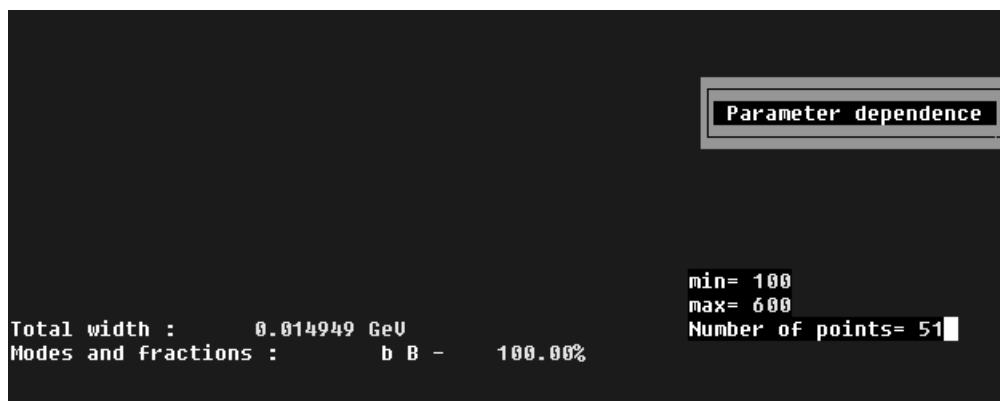 Parameter dependence
min= 100
max= 600
Total width :      0.014949 GeV      Number of points= 51
Modes and fractions :      b B -   100.00%